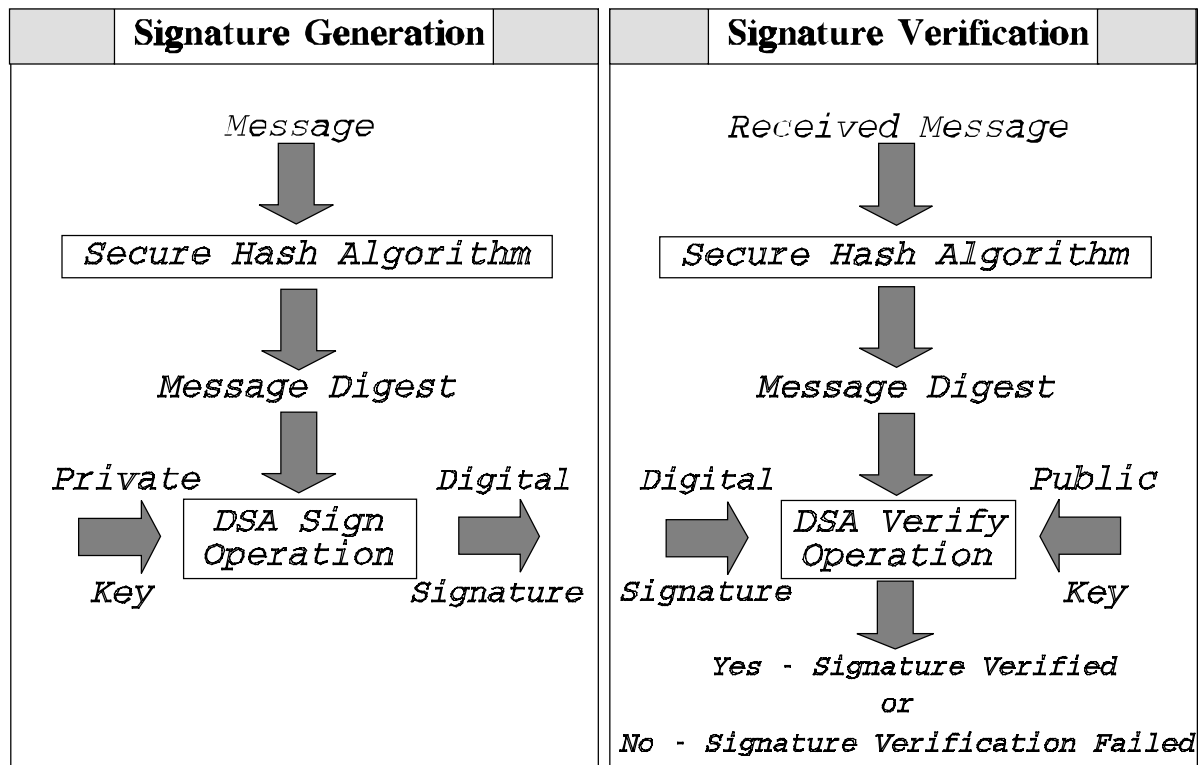 Signature Generation
Message
Secure Hash Algorithm
Message Digest
Private
Key
DSA Sign
Operation
Digital
Signature
Signature Verification
Received Message
Secure Hash Algorithm
Message Digest
Digital
Signature
DSA Verify
Operation
Public
Key
Yes - Signature Verified
or
No - Signature Verification Failed